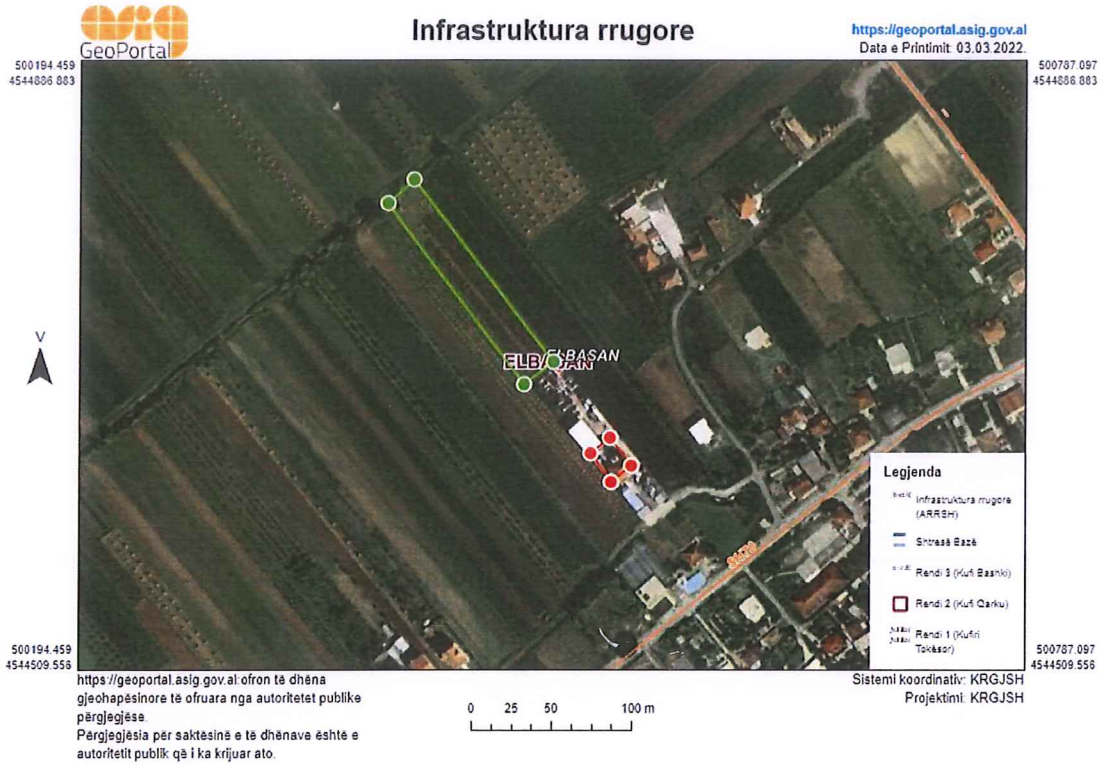 asig
GeoPortal
Infrastruktura rrugore
https://geoportal.asig.gov.al
Data e Printimit: 03.03.2022.
500194.459
4544886.883
500787.097
4544886.883
V
ELBASAN
ELBASAN
Legjenda
Infrastruktura rrugore
(ARRSH)
Shtresë Bazë
Rendi 3 (Kufi Bashki)
Rendi 2 (Kufi Qarku)
Rendi 1 (Kufiri
Tokësor)
500194.459
4544509.556
500787.097
4544509.556
https://geoportal.asig.gov.al:ofron të dhëna
gjeohapësinore të ofruara nga autoritetet publike
përgjegjëse.
Përgjegjësia për saktësinë e të dhënave është e
autoritetit publik që i ka krijuar ato.
0 25 50 100 m
Sistemi koordinativ: KRGJSH
Projektimi: KRGJSH